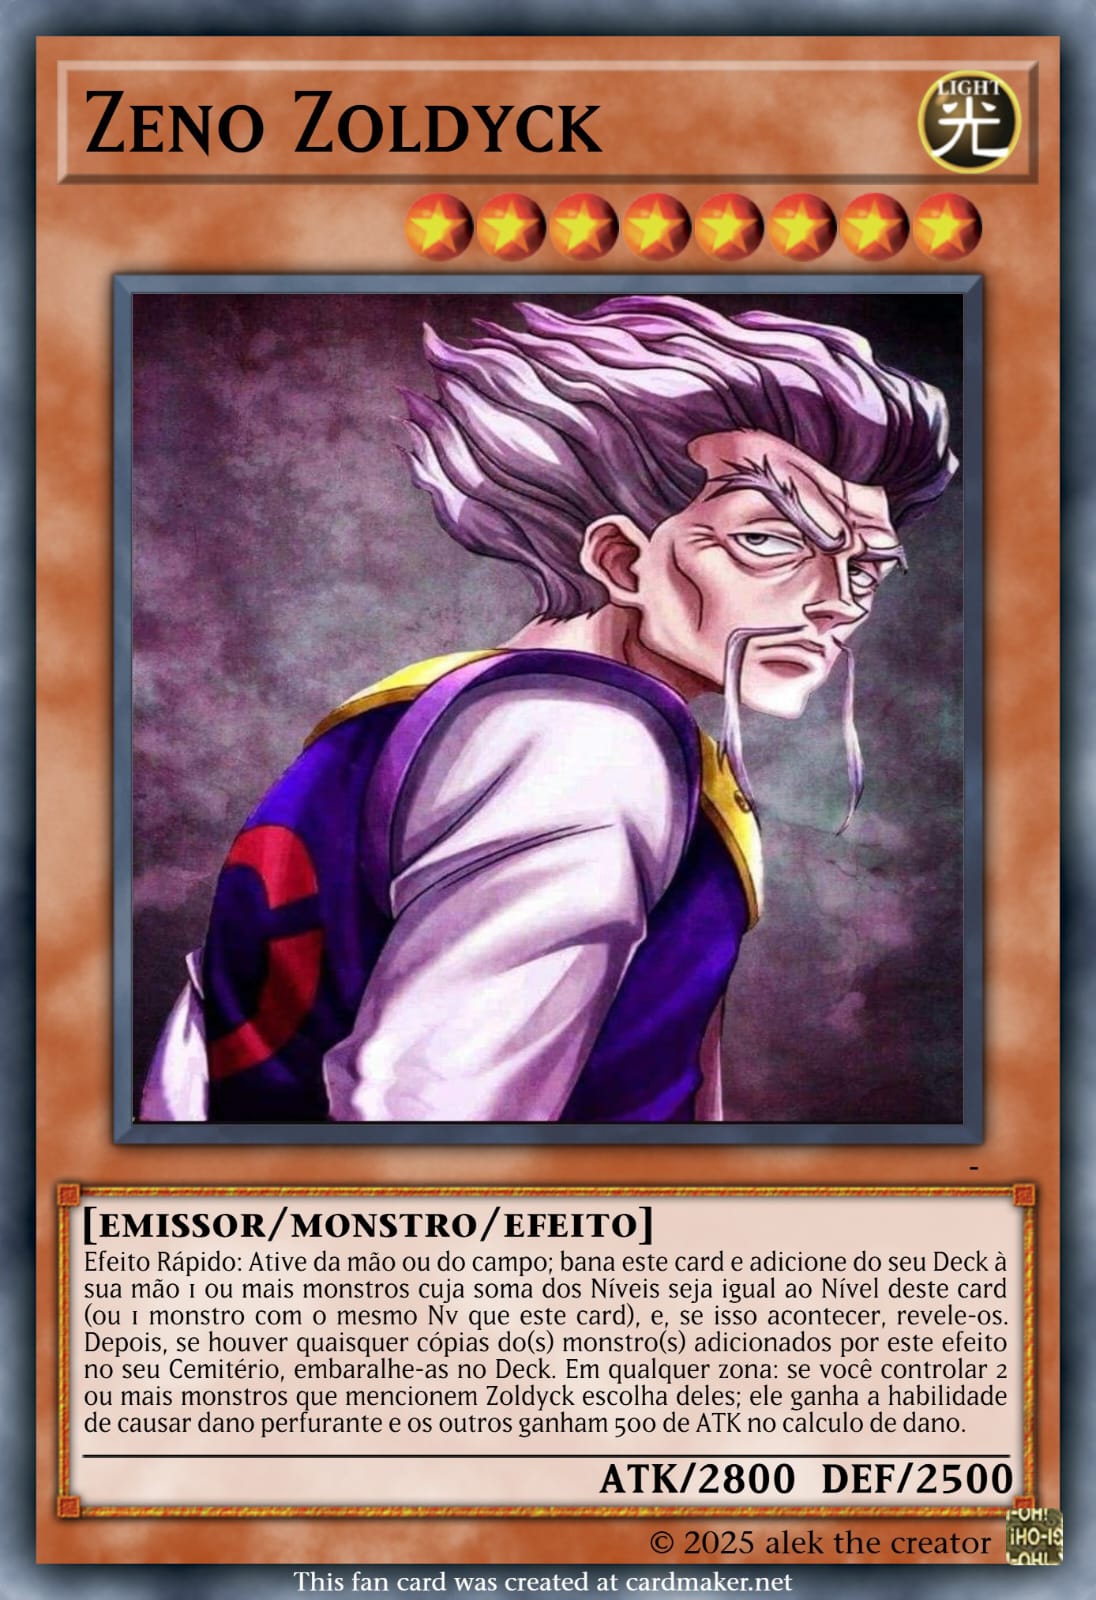 Zeno Zoldyck
LIGHT
光
-
[EMISSOR/MONSTRO/EFEITO]
Efeito Rápido: Ative da mão ou do campo; bana este card e adicione do seu Deck à
sua mão 1 ou mais monstros cuja soma dos Níveis seja igual ao Nível deste card
(ou 1 monstro com o mesmo Nv que este card), e, se isso acontecer, revele-os.
Depois, se houver quaisquer cópias do(s) monstro(s) adicionados por este efeito
no seu Cemitério, embaralhe-as no Deck. Em qualquer zona: se você controlar 2
ou mais monstros que mencionem Zoldyck escolha deles; ele ganha a habilidade
de causar dano perfurante e os outros ganham 500 de ATK no calculo de dano.
ATK/2800 DEF/2500
© 2025 alek the creator
This fan card was created at cardmaker.net